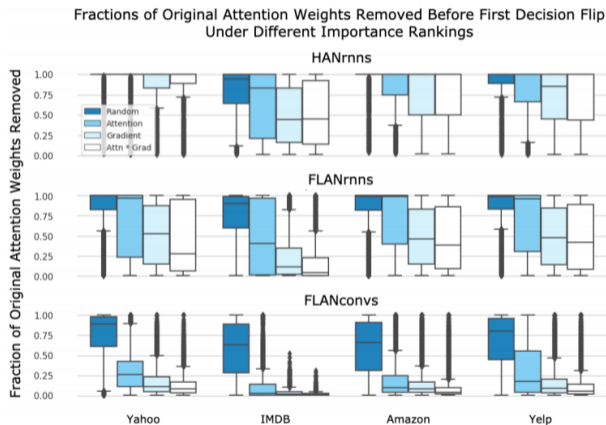 Fractions of Original Attention Weights Removed Before First Decision Flip
Under Different Importance Rankings
HANrnns
1.00
0.75
0.50
0.25
0.00
Random
Attention
Gradient
Attn * Grad
FLANrnns
1.00
0.75
0.50
0.25
0.00
FLANconvs
1.00
0.75
0.50
0.25
0.00
Fraction of Original Attention Weights Removed
Yahoo IMDB Amazon Yelp